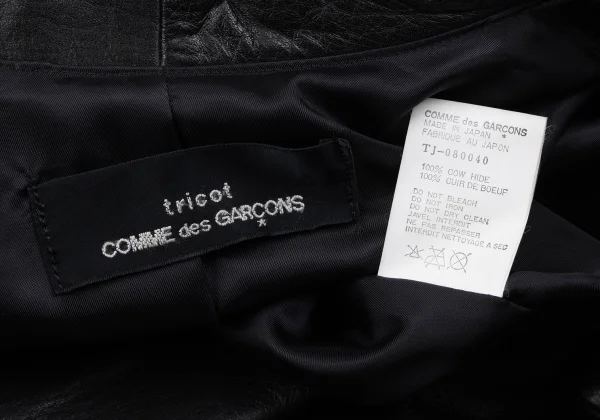 tricot
COMME des GARCONS
*
COMME des GARCONS
*
MADE IN JAPAN
FABRIQUE AU JAPON
TJ-080040
100% COW HIDE
100% CUIR DE BOEUF
DO NOT BLEACH
DO NOT IRON
DO NOT DRY CLEAN
JAVEL INTERDIT
NE PAS REPASSER
INTERDIT NETTOYAGE A SEC